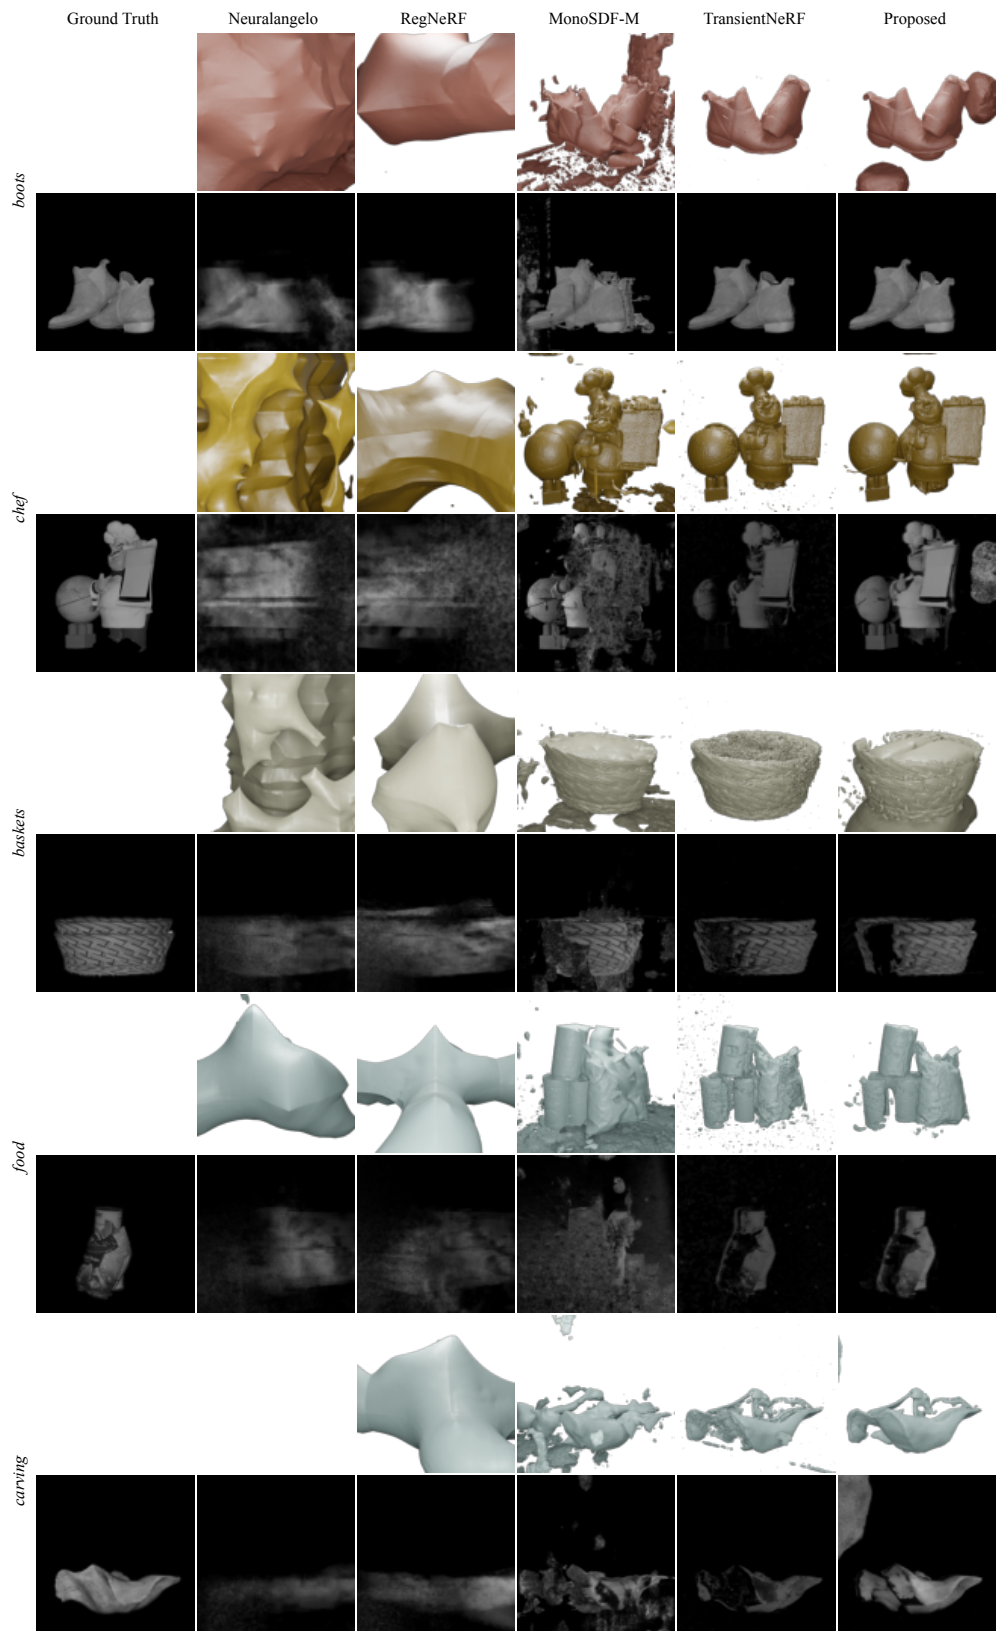 Ground Truth Neuralangelo RegNeRF MonoSDF-M TransientNeRF Proposed
boots
chef
baskets
food
carving